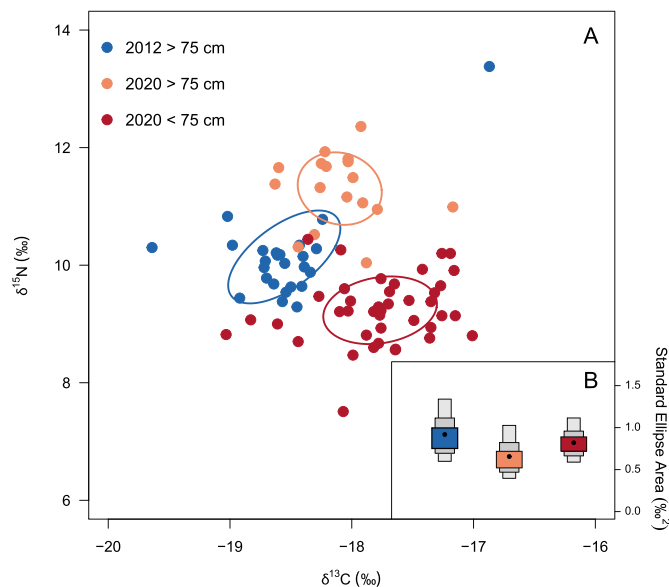 A
2012 > 75 cm
2020 > 75 cm
2020 < 75 cm
14
12
10
8
6
δ¹⁵N (‰)
−20
−19
−18
−17
−16
δ¹³C (‰)
B
1.5
1.0
0.5
0.0
Standard Ellipse Area (‰²)